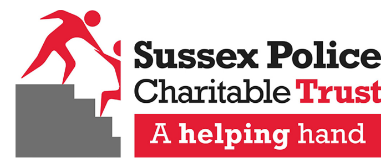 Sussex Police
Charitable Trust
A helping hand